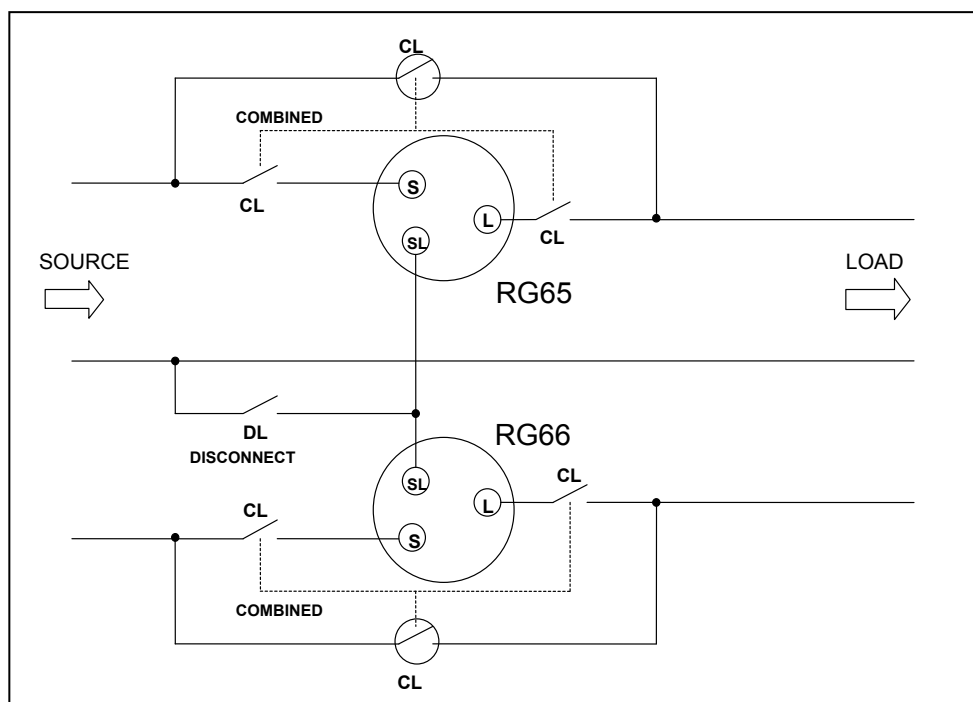 CL
COMBINED
S
CL
L
CL
SL
SOURCE
LOAD
RG65
DL
DISCONNECT
RG66
SL
CL
L
CL
S
COMBINED
CL